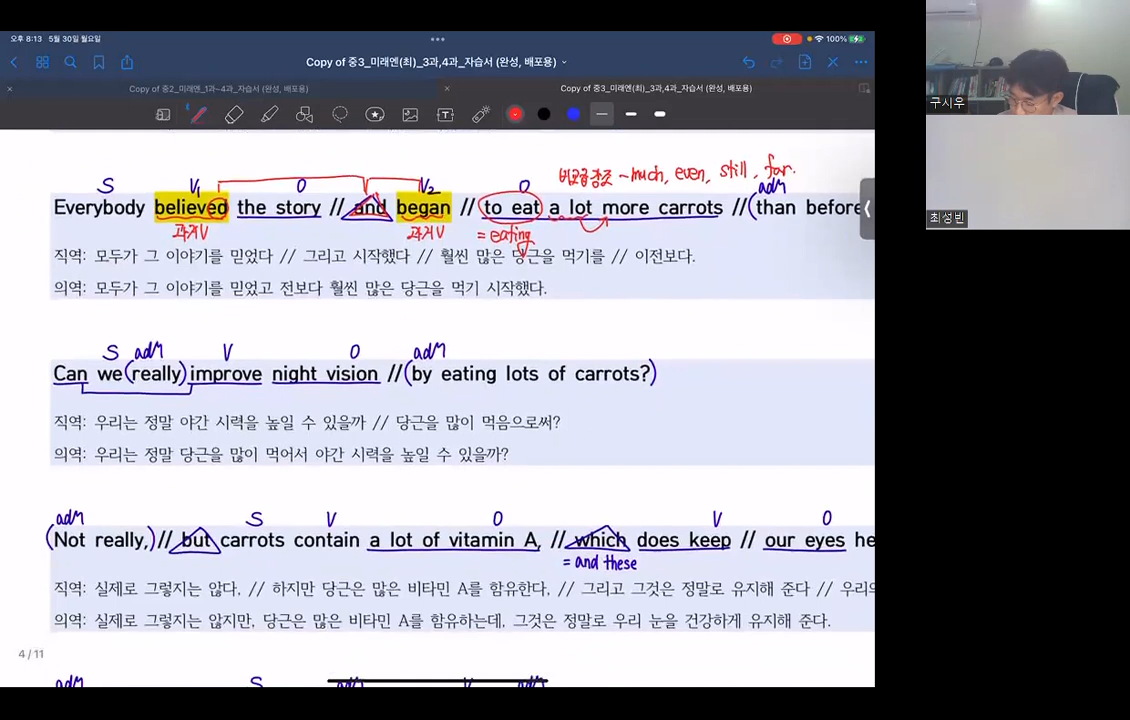 오후 8:13 5월 30일 월요일
100%
Copy of 중3_미래엔(최)_3과,4과_자습서 (완성, 배포용)
Copy of 중2_미래엔_1과~4과_자습서 (완성, 배포용)
Copy of 중3_미래엔(최)_3과,4과_자습서 (완성, 배포용)
구시우
최성빈
비교급 강조 - much, even, still, far.
S V1 O V2 O adM
Everybody believed the story // and began // to eat a lot more carrots // (than before
과거V 과거V = eating
직역: 모두가 그 이야기를 믿었다 // 그리고 시작했다 // 훨씬 많은 당근을 먹기를 // 이전보다.
의역: 모두가 그 이야기를 믿었고 전보다 훨씬 많은 당근을 먹기 시작했다.
S adM V O adM
Can we (really) improve night vision // (by eating lots of carrots?)
직역: 우리는 정말 야간 시력을 높일 수 있을까 // 당근을 많이 먹음으로써?
의역: 우리는 정말 당근을 많이 먹어서 야간 시력을 높일 수 있을까?
adM S V O V O
(Not really,) // but carrots contain a lot of vitamin A, // which does keep // our eyes he
= and these
직역: 실제로 그렇지는 않다, // 하지만 당근은 많은 비타민 A를 함유한다, // 그리고 그것은 정말로 유지해 준다 // 우리의
의역: 실제로 그렇지는 않지만, 당근은 많은 비타민 A를 함유하는데, 그것은 정말로 우리 눈을 건강하게 유지해 준다.
4 / 11